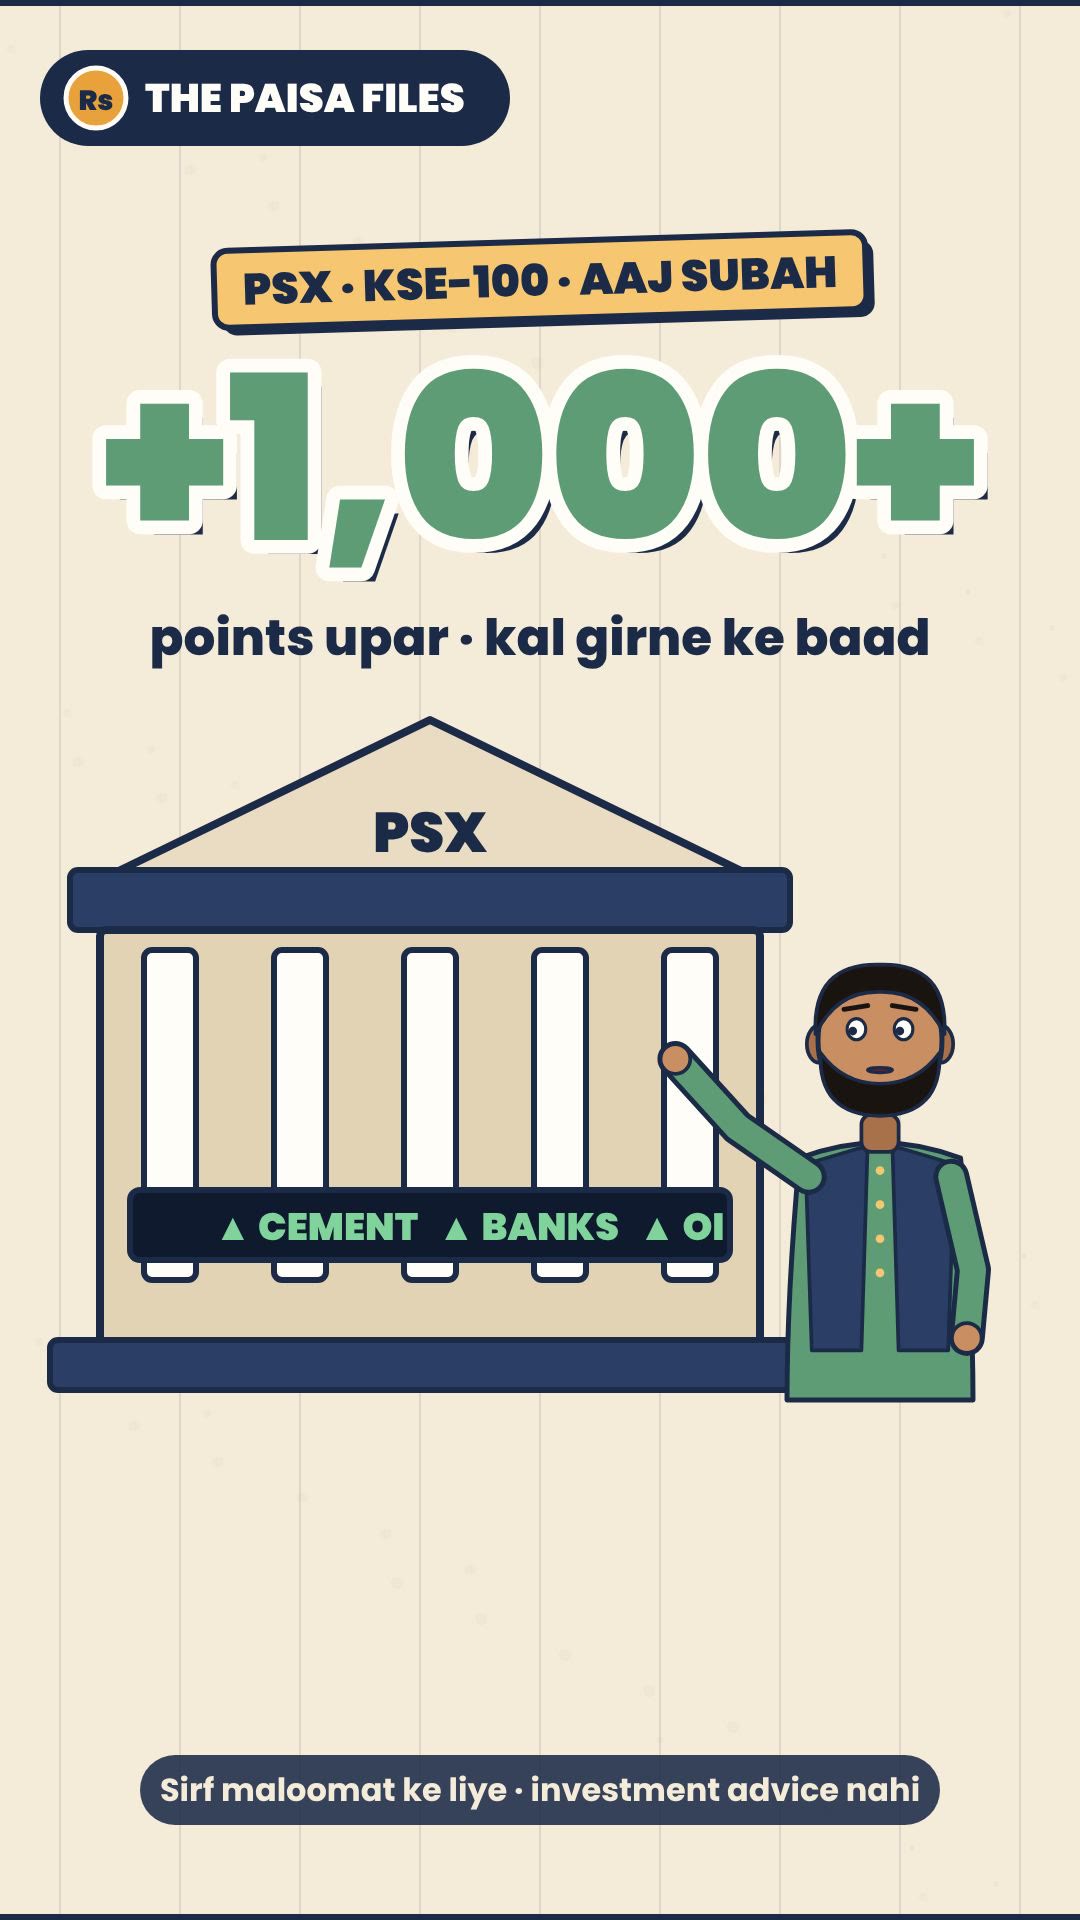 Rs THE PAISA FILES
PSX · KSE-100 · AAJ SUBAH
+1,000+
points upar · kal girne ke baad
PSX
▲ CEMENT ▲ BANKS ▲ OI
Sirf maloomat ke liye · investment advice nahi